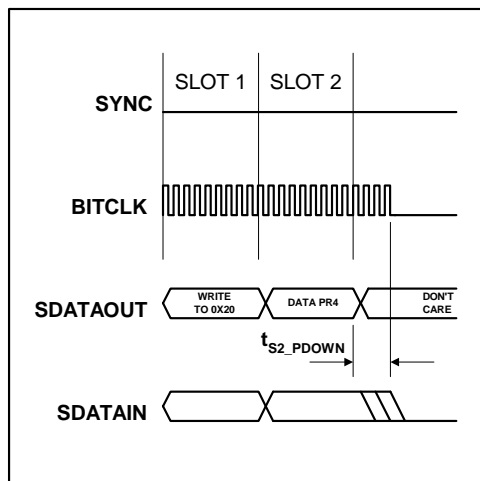 SLOT 1 SLOT 2
SYNC
BITCLK
SDATAOUT
WRITE
TO 0X20
DATA PR4
DON'T
CARE
tS2_PDOWN
SDATAIN